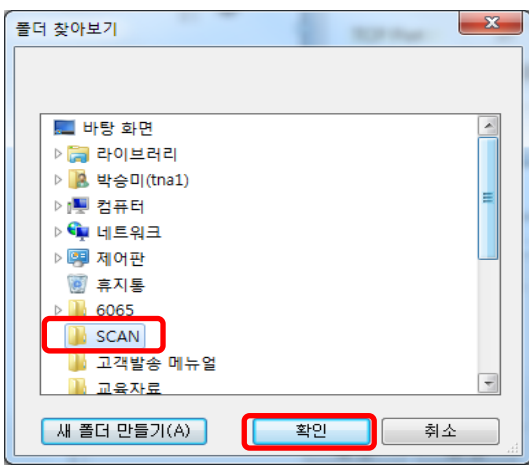 폴더 찾아보기
바탕 화면
라이브러리
박승미(tna1)
컴퓨터
네트워크
제어판
휴지통
6065
SCAN
고객발송 메뉴얼
교육자료
새 폴더 만들기(A)
확인
취소